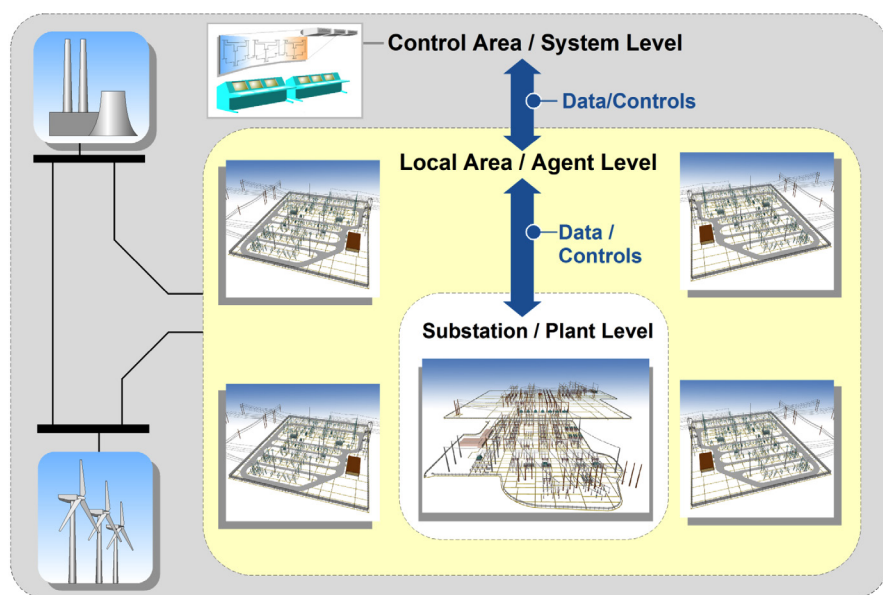 Control Area / System Level
Data/Controls
Local Area / Agent Level
Data /
Controls
Substation / Plant Level